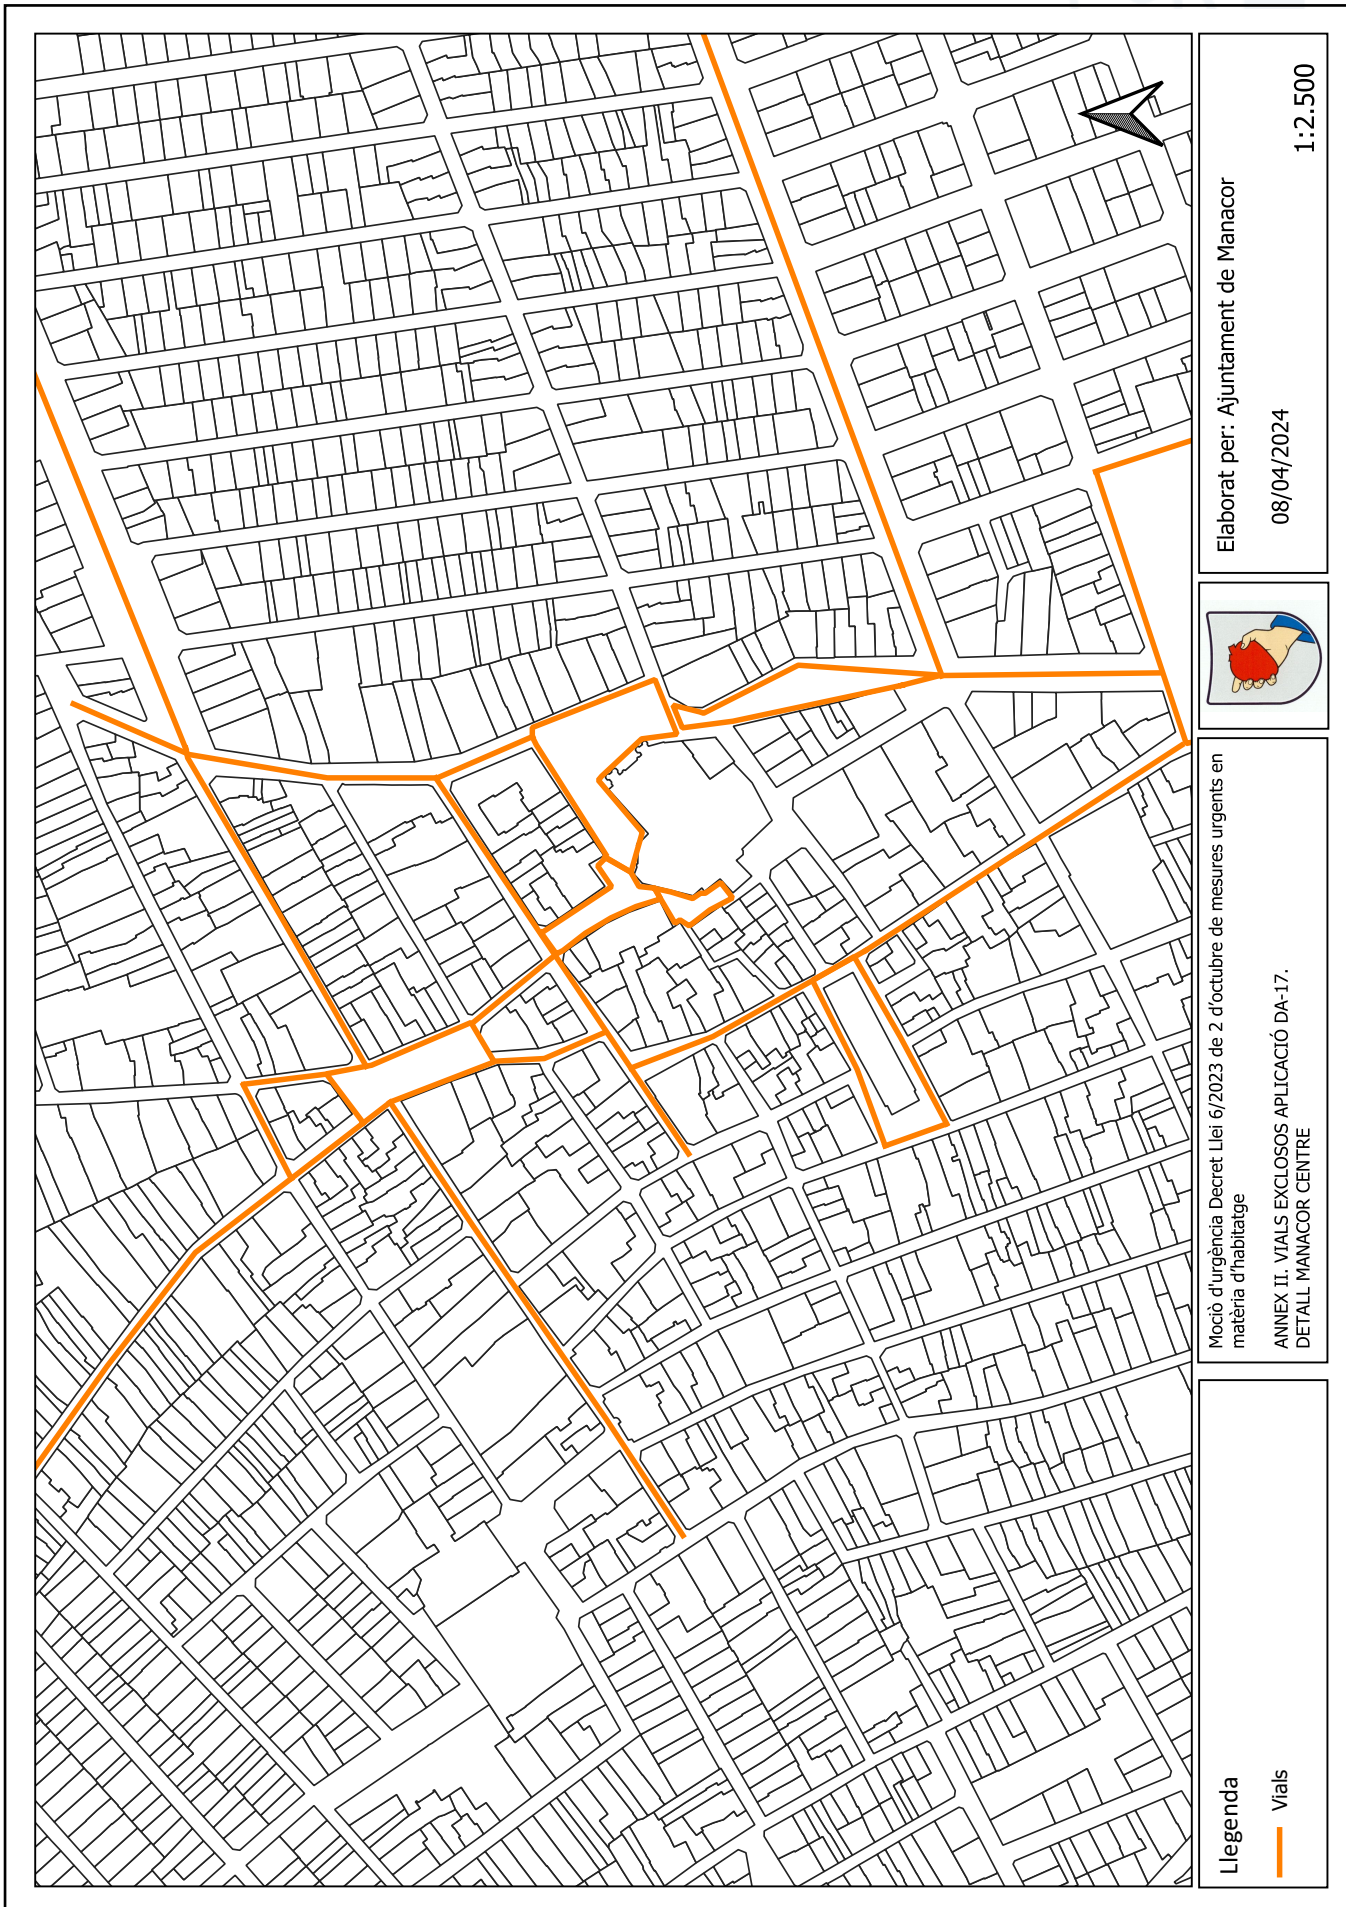 Llegenda
Vials
Moció d'urgència Decret Llei 6/2023 de 2 d'octubre de mesures urgents en
matèria d'habitatge
ANNEX II. VIALS EXCLOSOS APLICACIÓ DA-17.
DETALL MANACOR CENTRE
Elaborat per: Ajuntament de Manacor
08/04/2024
1:2.500